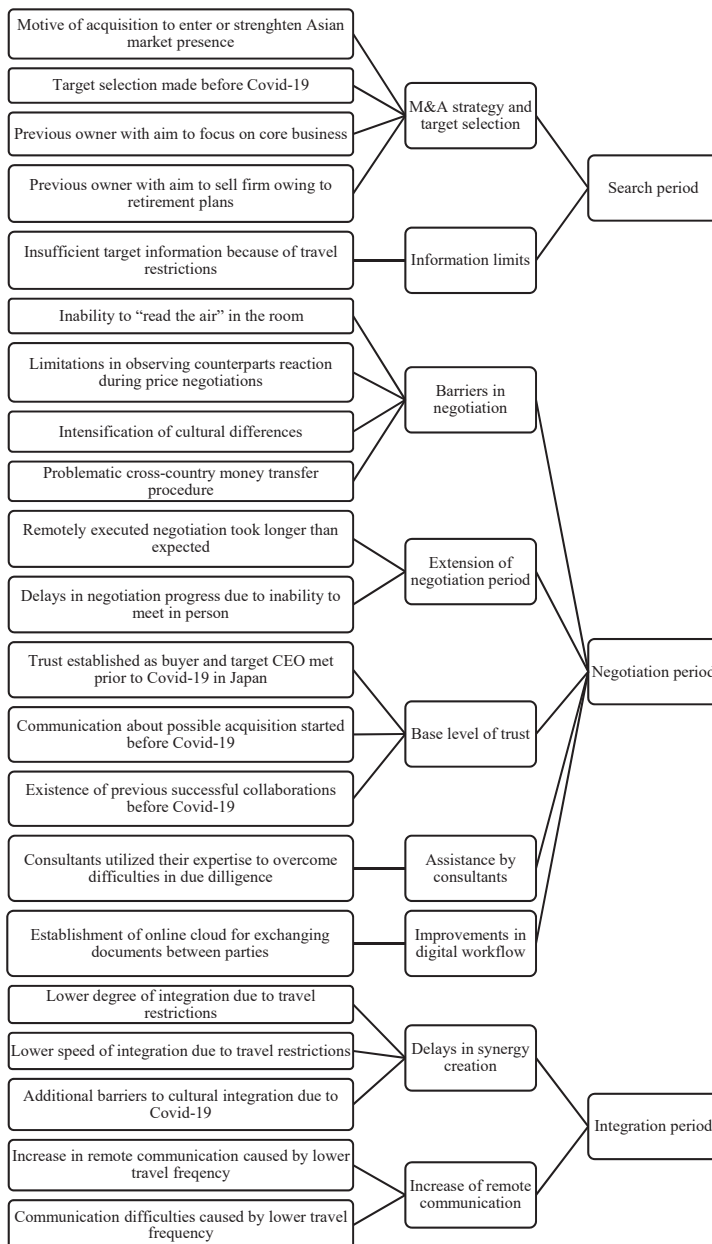 Motive of acquisition to enter or strenghten Asian
market presence
Target selection made before Covid-19
Previous owner with aim to focus on core business
Previous owner with aim to sell firm owing to
retirement plans
M&A strategy and
target selection
Insufficient target information because of travel
restrictions
Information limits
Search period
Inability to “read the air” in the room
Limitations in observing counterparts reaction
during price negotiations
Intensification of cultural differences
Problematic cross-country money transfer
procedure
Barriers in
negotiation
Remotely executed negotiation took longer than
expected
Delays in negotiation progress due to inability to
meet in person
Extension of
negotiation period
Trust established as buyer and target CEO met
prior to Covid-19 in Japan
Communication about possible acquisition started
before Covid-19
Existence of previous successful collaborations
before Covid-19
Base level of trust
Consultants utilized their expertise to overcome
difficulties in due dilligence
Assistance by
consultants
Establishment of online cloud for exchanging
documents between parties
Improvements in
digital workflow
Negotiation period
Lower degree of integration due to travel
restrictions
Lower speed of integration due to travel restrictions
Additional barriers to cultural integration due to
Covid-19
Delays in synergy
creation
Increase in remote communication caused by lower
travel freqency
Communication difficulties caused by lower travel
frequency
Increase of remote
communication
Integration period